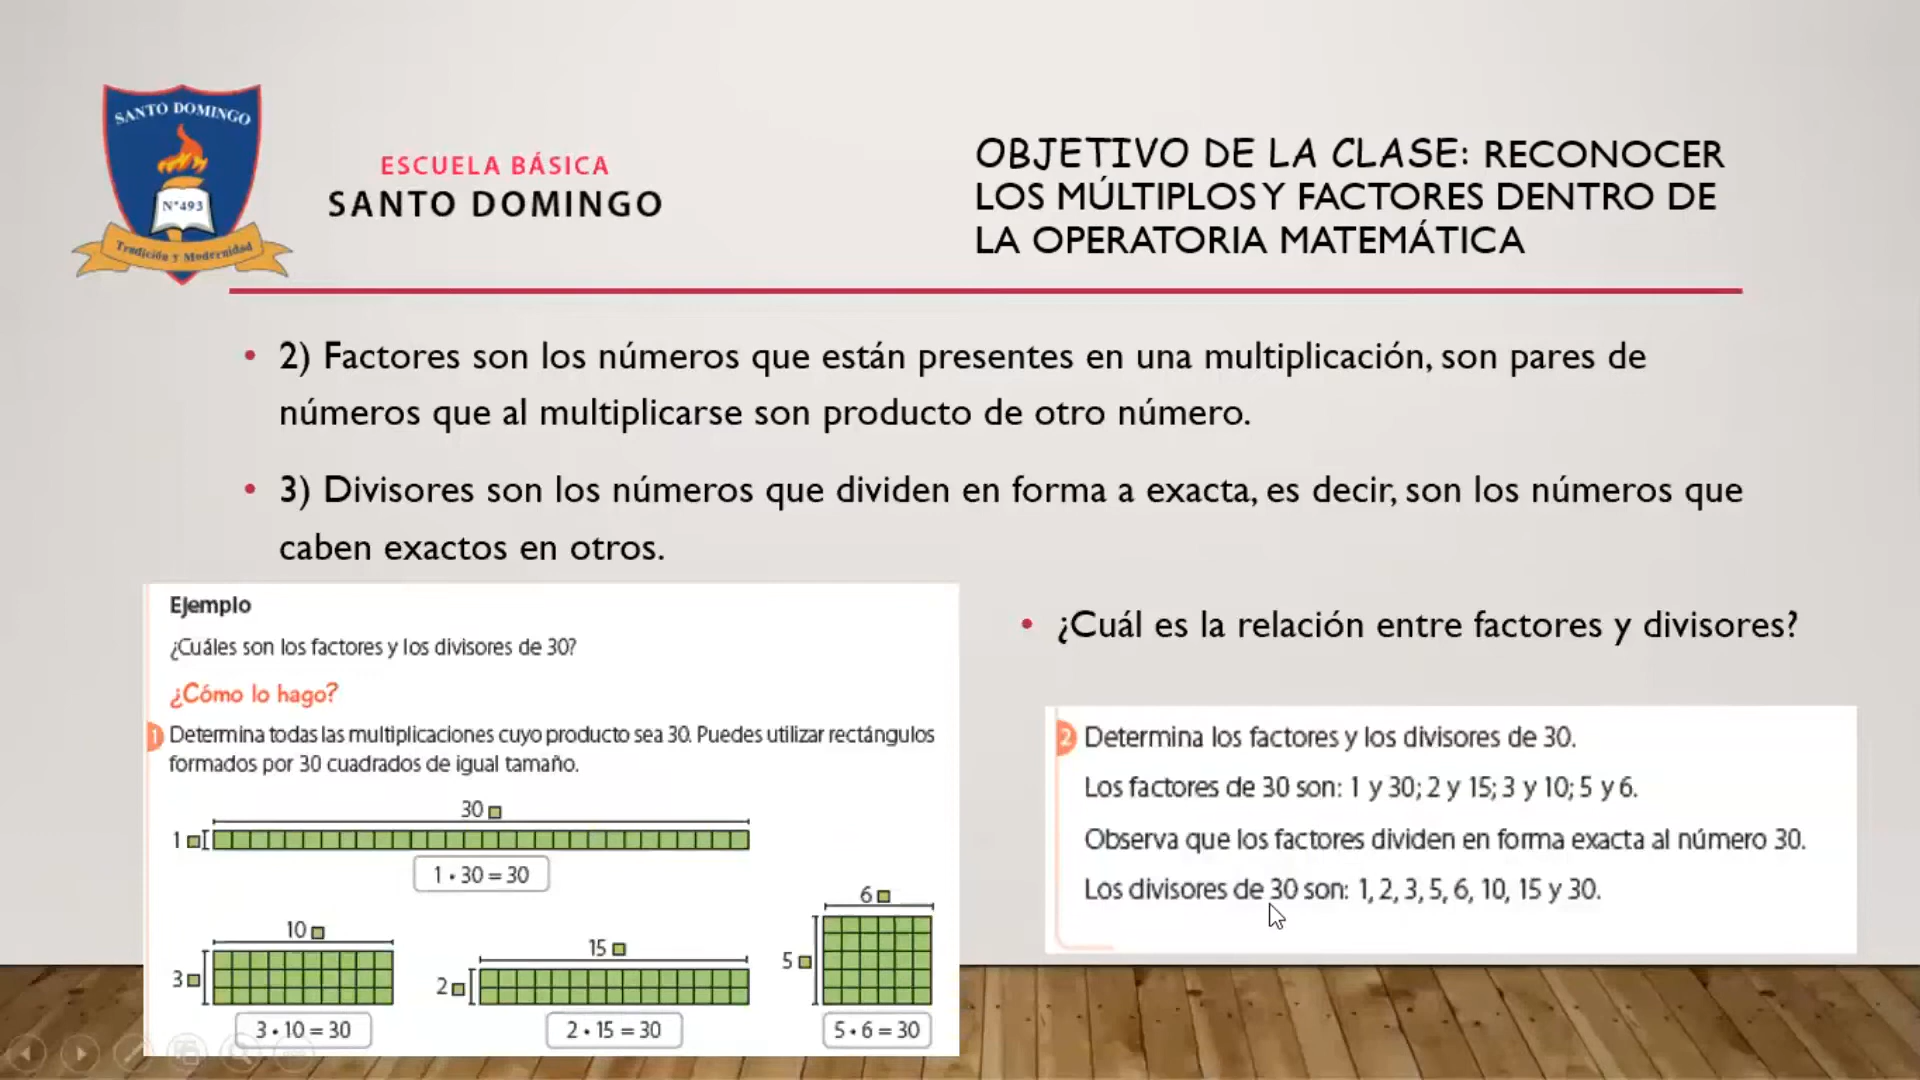 SANTO DOMINGO
N°493
Tradición y Modernidad
ESCUELA BÁSICA
SANTO DOMINGO
OBJETIVO DE LA CLASE: RECONOCER
LOS MÚLTIPLOS Y FACTORES DENTRO DE
LA OPERATORIA MATEMÁTICA
• 2) Factores son los números que están presentes en una multiplicación, son pares de
números que al multiplicarse son producto de otro número.
• 3) Divisores son los números que dividen en forma a exacta, es decir, son los números que
caben exactos en otros.
Ejemplo
¿Cuáles son los factores y los divisores de 30?
¿Cómo lo hago?
1 Determina todas las multiplicaciones cuyo producto sea 30. Puedes utilizar rectángulos
formados por 30 cuadrados de igual tamaño.
30
1
1 • 30 = 30
10
3
3 • 10 = 30
15
2
2 • 15 = 30
6
5
5 • 6 = 30
• ¿Cuál es la relación entre factores y divisores?
2 Determina los factores y los divisores de 30.
Los factores de 30 son: 1 y 30; 2 y 15; 3 y 10; 5 y 6.
Observa que los factores dividen en forma exacta al número 30.
Los divisores de 30 son: 1, 2, 3, 5, 6, 10, 15 y 30.